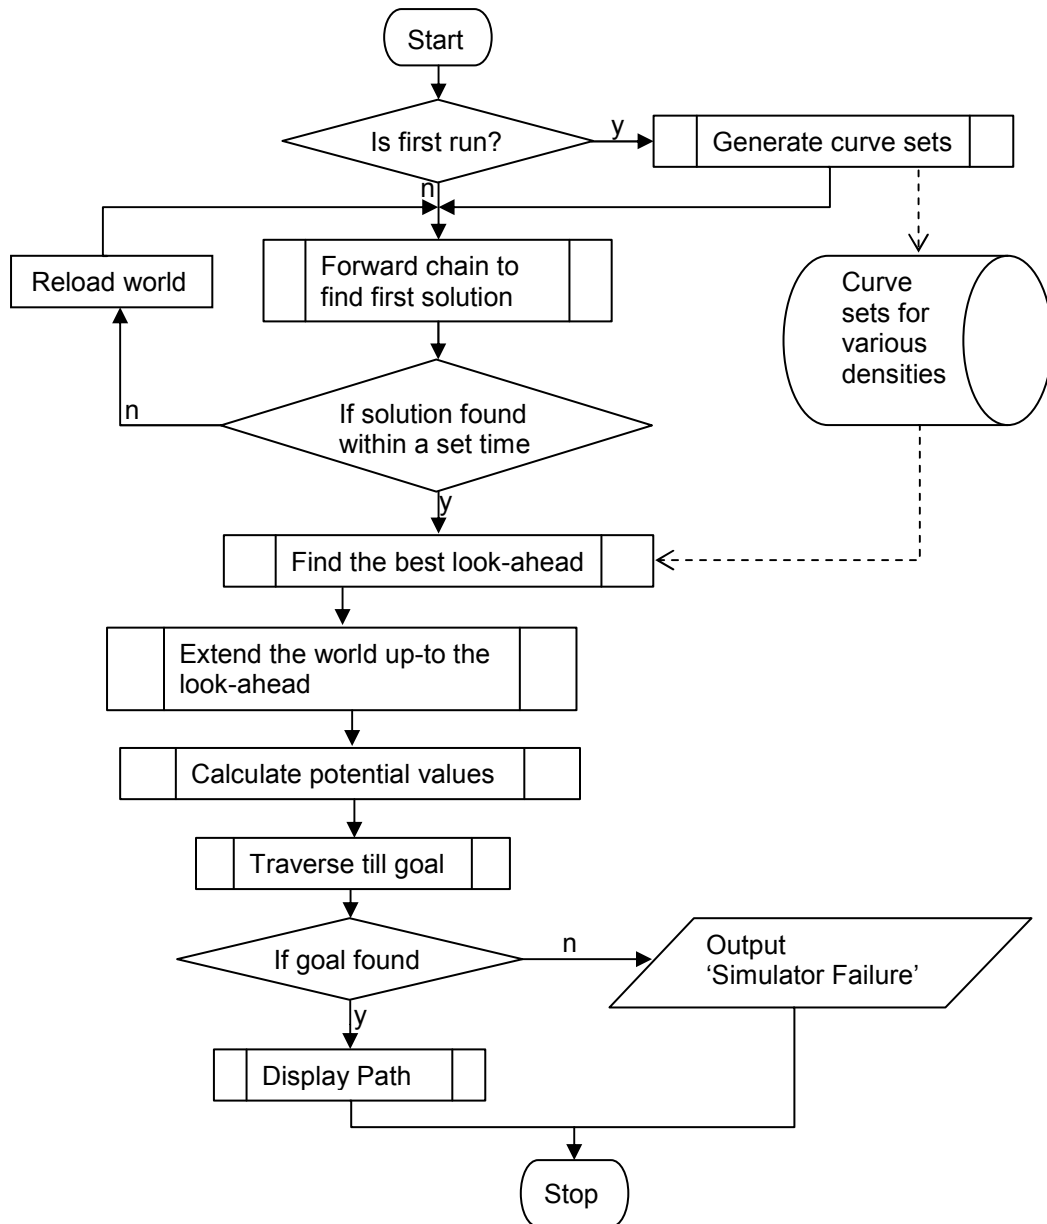 Start
Is first run?
y
Generate curve sets
n
Reload world
Forward chain to
find first solution
Curve
sets for
various
densities
n
If solution found
within a set time
y
Find the best look-ahead
Extend the world up-to the
look-ahead
Calculate potential values
Traverse till goal
If goal found
n
Output
‘Simulator Failure’
y
Display Path
Stop